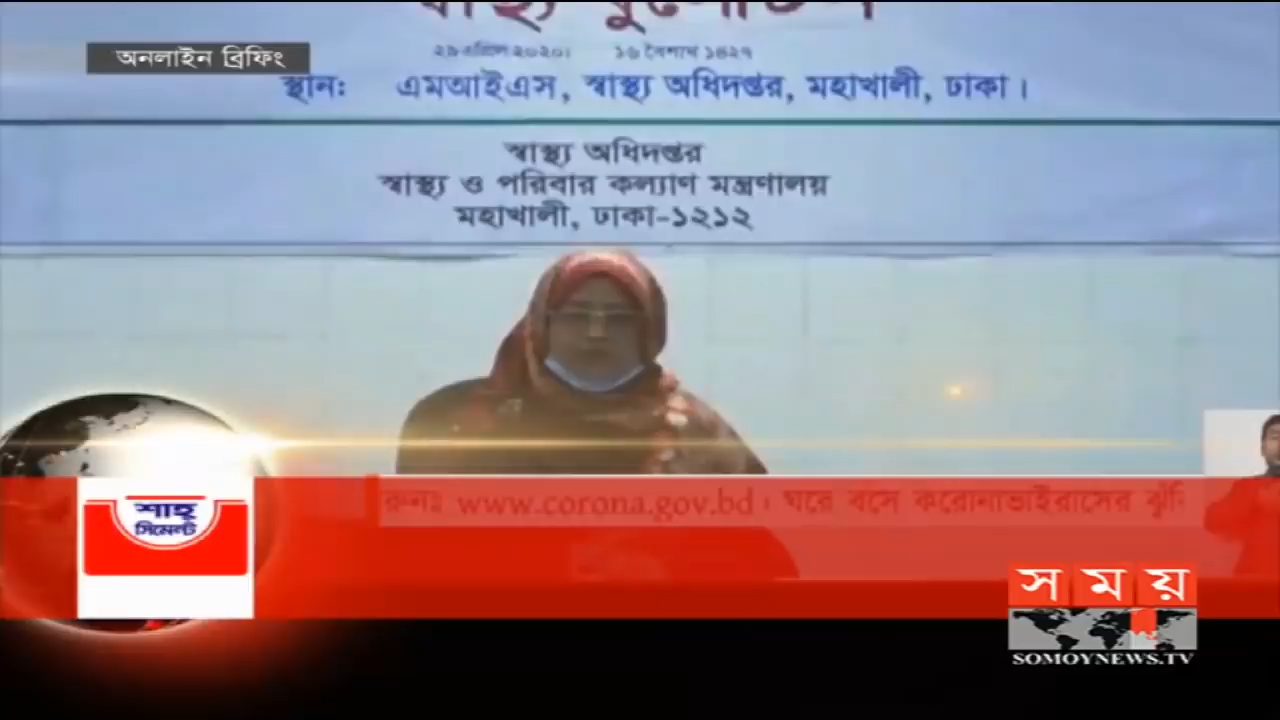 স্বাস্থ্য বুলেটিন
অনলাইন ব্রিফিং
২৯ এপ্রিল ২০২০। ১৬ বৈশাখ ১৪২৭
স্থান: এমআইএস, স্বাস্থ্য অধিদপ্তর, মহাখালী, ঢাকা।
স্বাস্থ্য অধিদপ্তর
স্বাস্থ্য ও পরিবার কল্যাণ মন্ত্রণালয়
মহাখালী, ঢাকা-১২১২
রুনঃ www.corona.gov.bd। ঘরে বসে করোনাভাইরাসের ঝুঁ
শাহ্
সিমেন্ট
সময়
SOMOYNEWS.TV